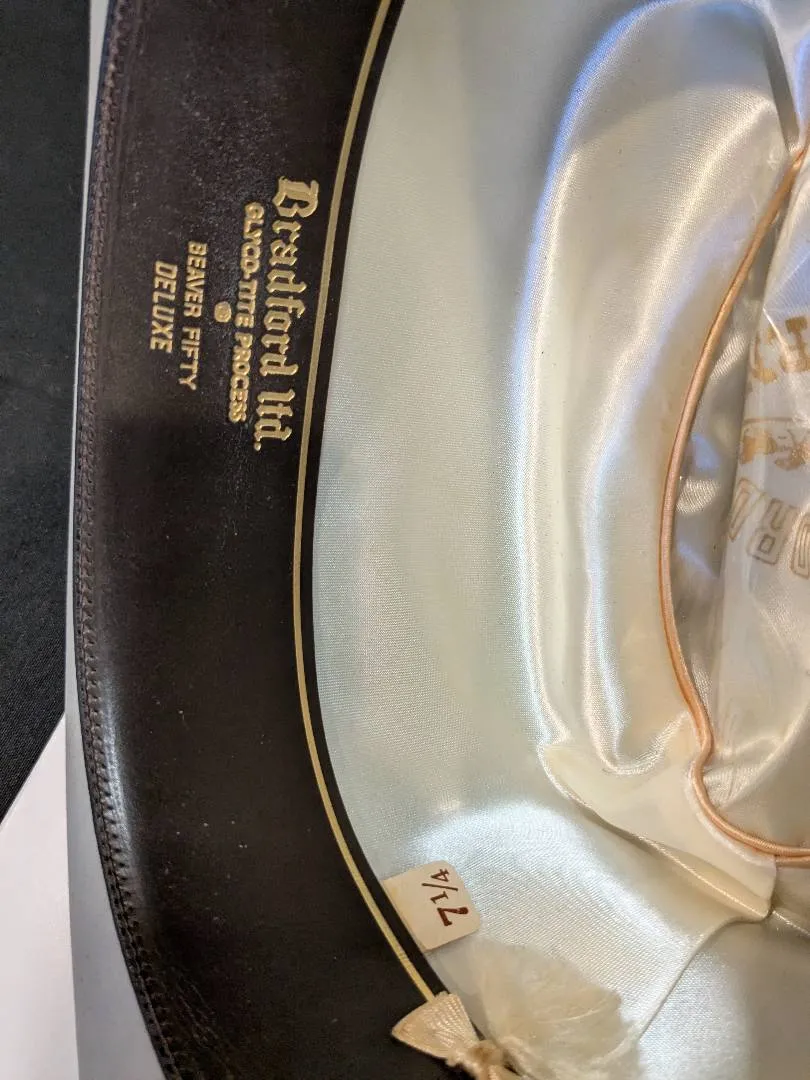 Bradford ltd.
GLYCO-TITE PROCESS
®
BEAVER FIFTY
DELUXE
7 1/4